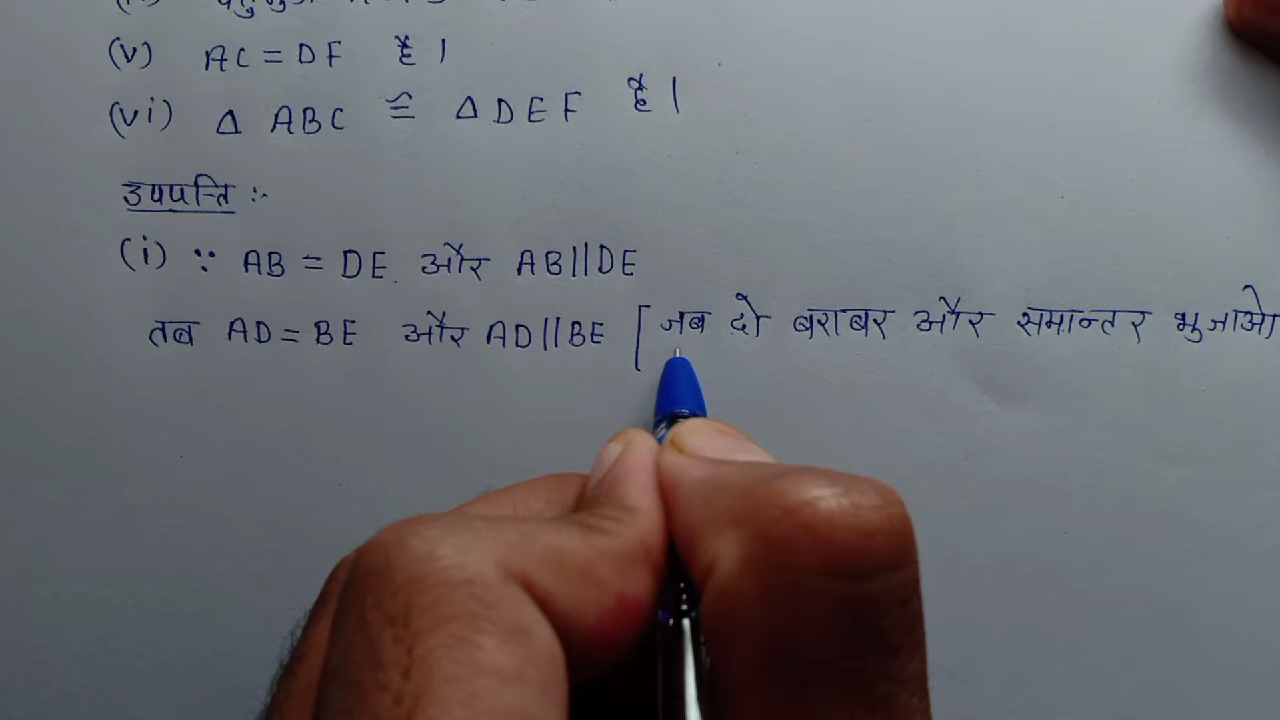 (v) AC = DF है।
(vi) Δ ABC ≅ Δ DEF है।
उपपत्ति :-
(i) ∵ AB = DE और AB||DE
तब AD = BE और AD||BE [जब दो बराबर और समान्तर भुजाओ